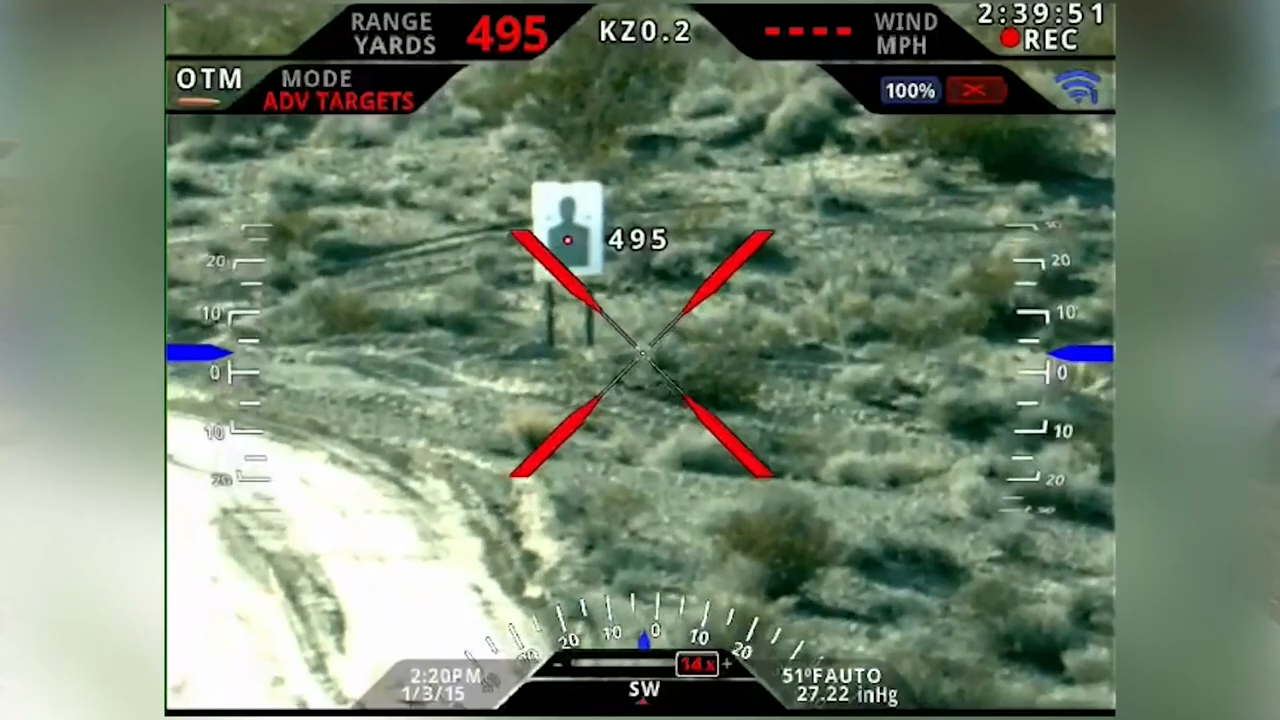 RANGE
YARDS
495
KZ0.2
----
WIND
MPH
2:39:51
REC
OTM
MODE
ADV TARGETS
100%
495
20
10
0
10
20
20
10
0
10
20
20
10
0
10
20
- 14x +
2:20PM
1/3/15
SW
51°FAUTO
27.22 inHg